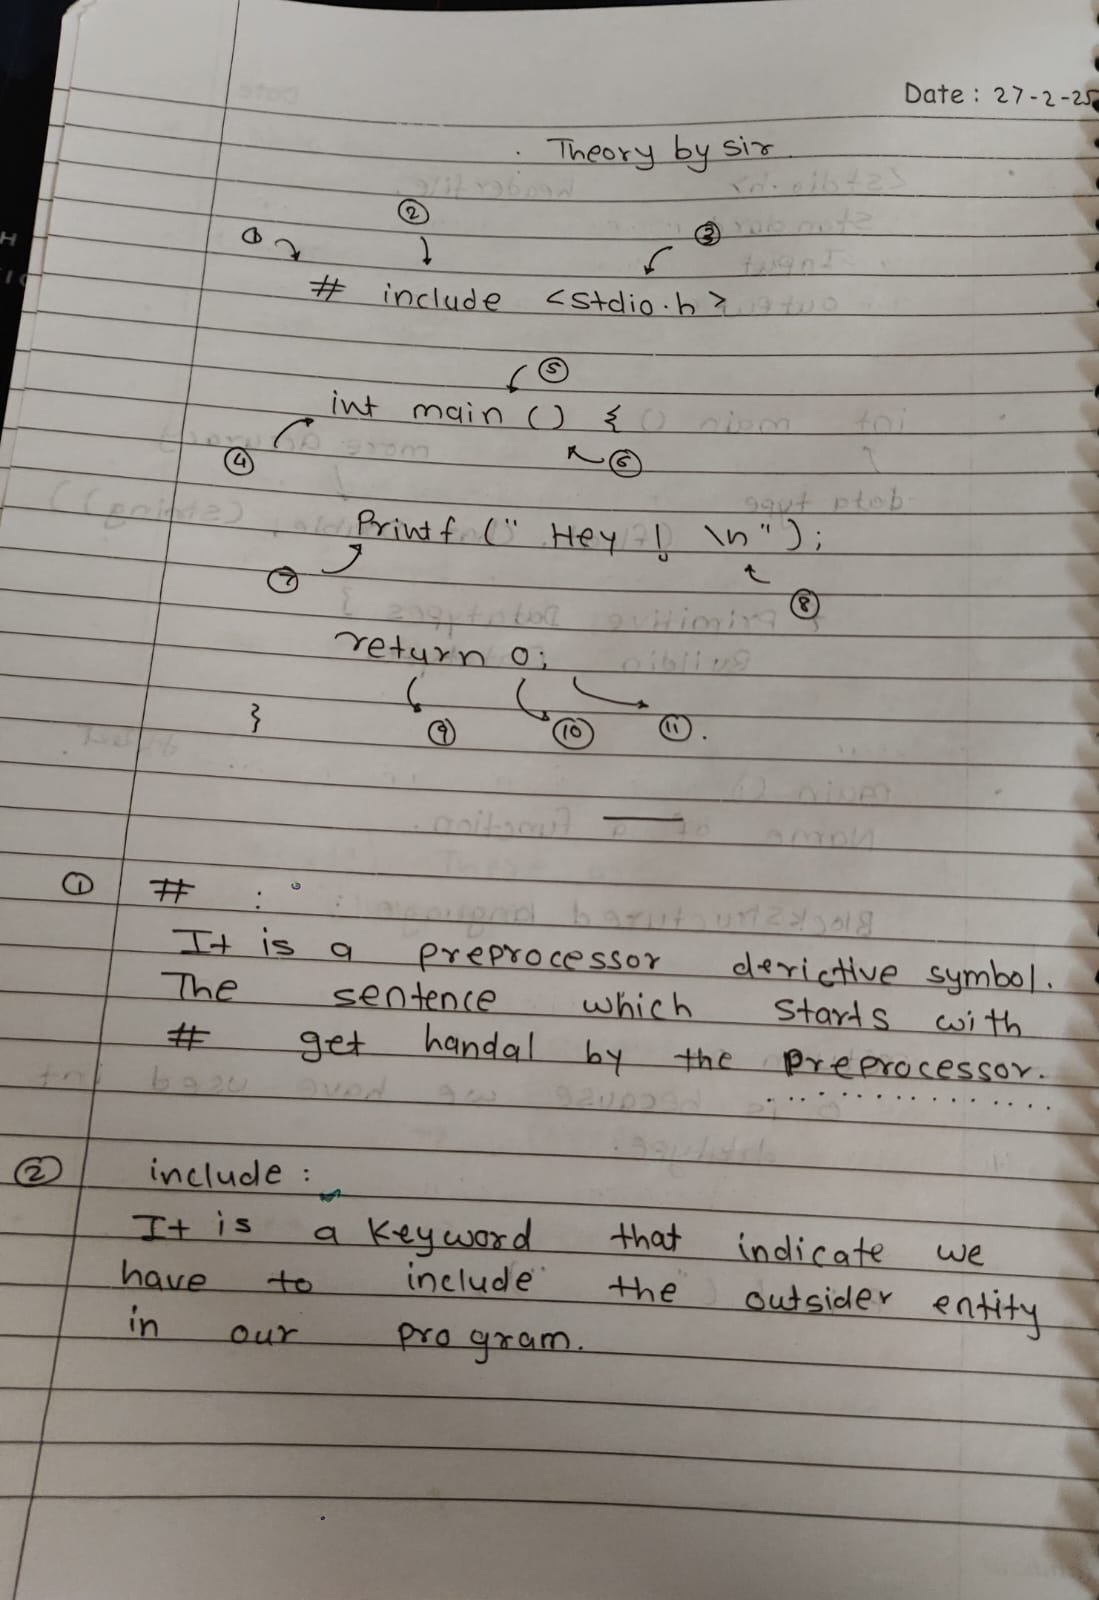 Date : 27-2-25
Theory by sir
① ② ③
# include <stdio.h>
⑤
int main () {
④ ⑥
Printf (" Hey ! \n");
⑦ ⑧
return 0;
} ⑨ ⑩ ⑪.
① # :
It is a preprocessor derictive symbol.
The sentence which starts with
# get handal by the preprocessor.
② include :
It is a keyword that indicate we
have to include the outsider entity
in our program.